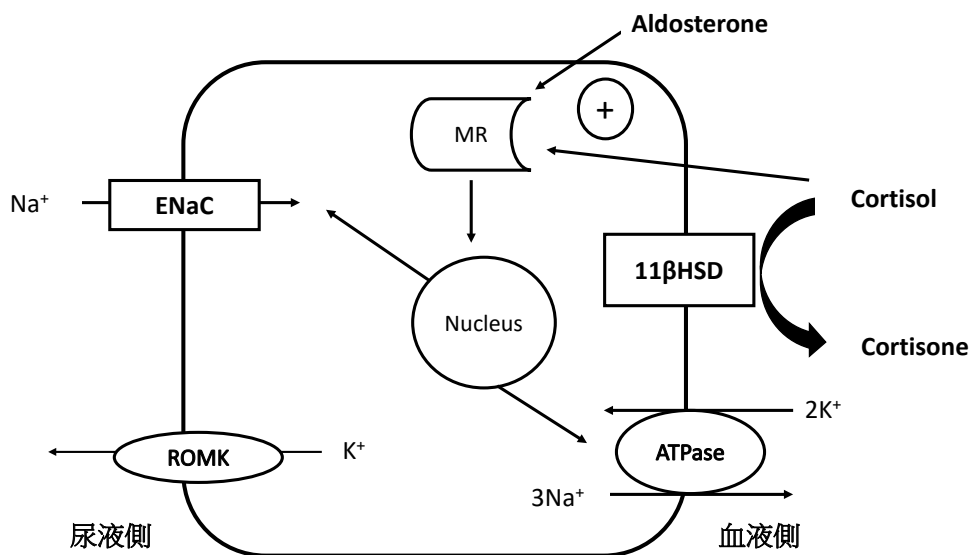 Aldosterone
+
MR
Na⁺
ENaC
Cortisol
11βHSD
Nucleus
Cortisone
2K⁺
ROMK
K⁺
ATPase
3Na⁺
尿液側
血液側